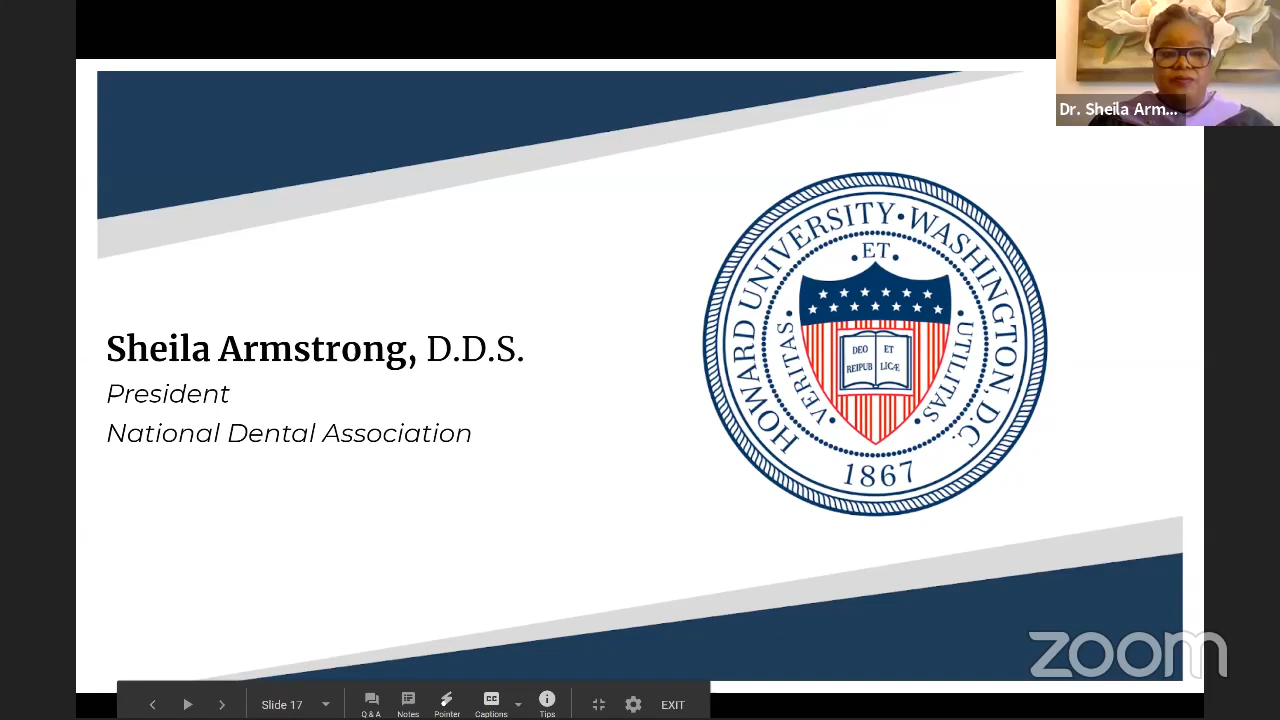 Dr. Sheila Arm...
HOWARD UNIVERSITY • WASHINGTON, D.C.
• ET •
VERITAS
UTILITAS
DEO ET
REIPUB LICÆ
1867
Sheila Armstrong, D.D.S.
President
National Dental Association
zoom
Slide 17
Q & A
Notes
Pointer
Captions
Tips
EXIT